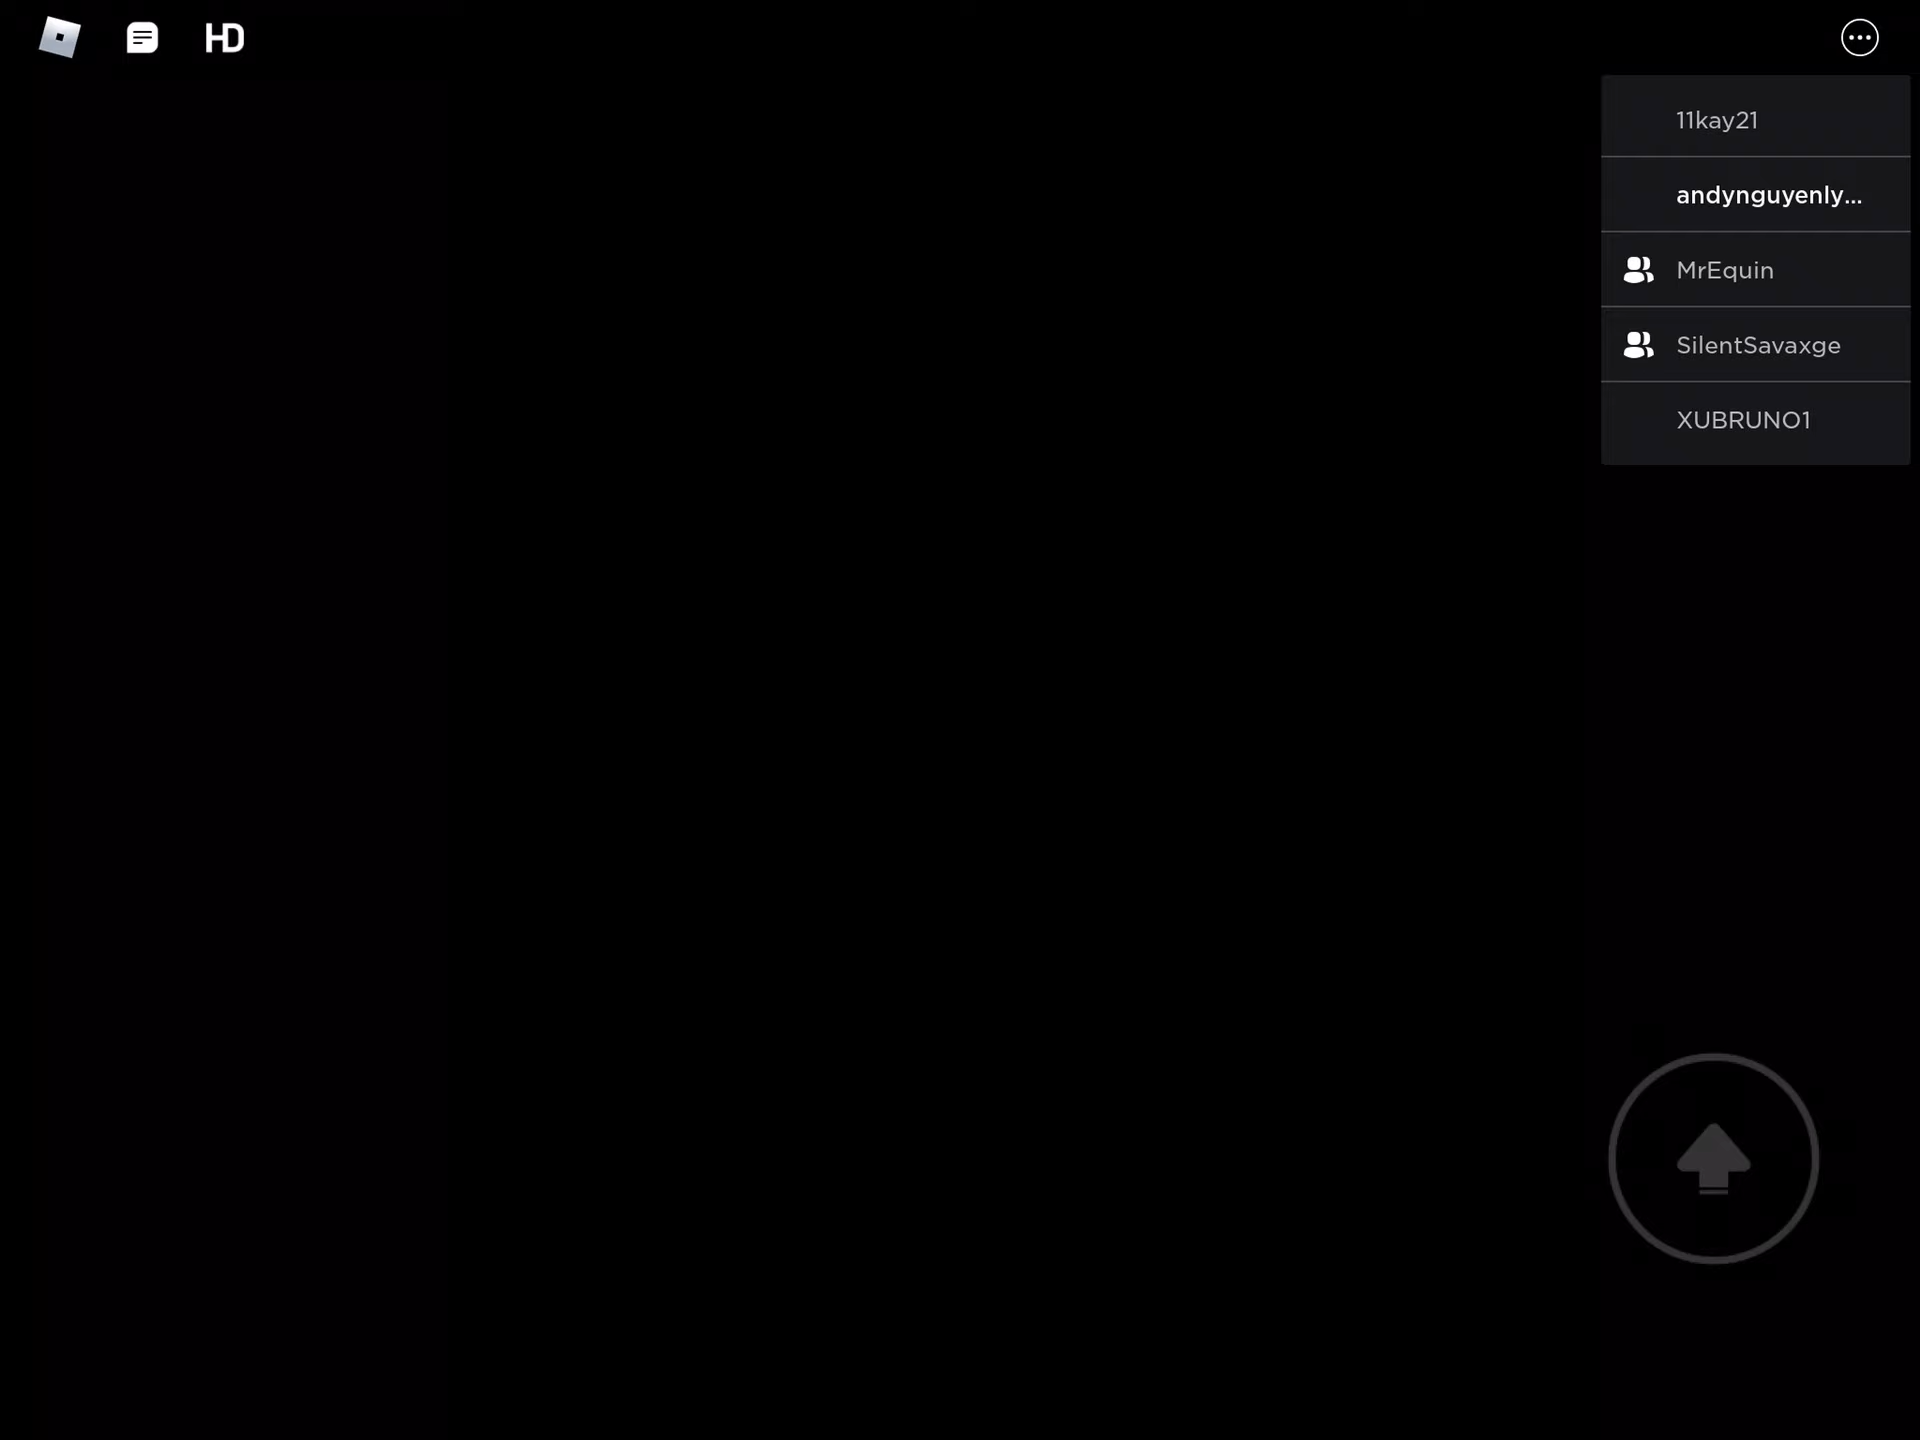 HD
11kay21
andynguyenly...
MrEquin
SilentSavaxge
XUBRUNO1